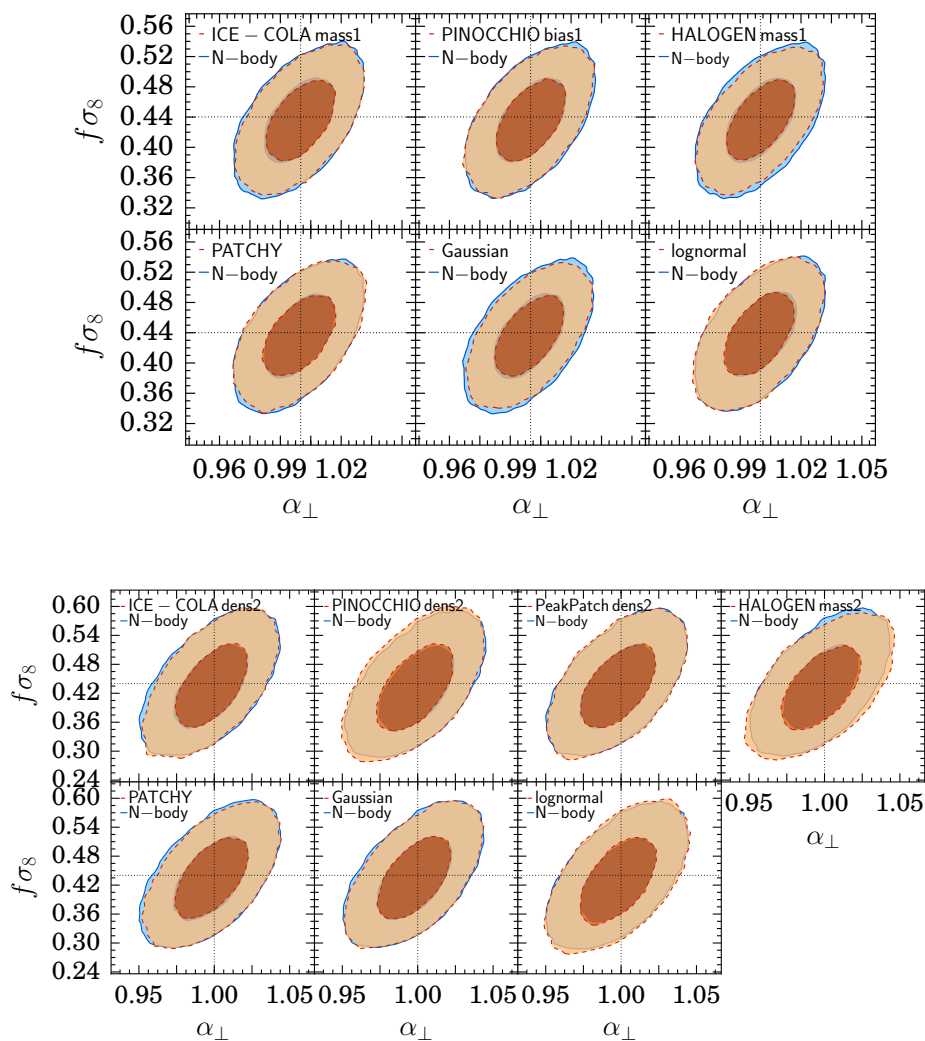 ICE − COLA mass1 PINOCCHIO bias1 HALOGEN mass1
N−body N−body N−body
0.56
0.52
0.48
0.44
0.40
0.36
0.32
fσ8
PATCHY Gaussian lognormal
N−body N−body N−body
0.56
0.52
0.48
0.44
0.40
0.36
0.32
fσ8
0.96 0.99 1.02 0.96 0.99 1.02 0.96 0.99 1.02 1.05
α⊥ α⊥ α⊥
ICE − COLA dens2 PINOCCHIO dens2 PeakPatch dens2 HALOGEN mass2
N−body N−body N−body N−body
0.60
0.52
0.44
0.36
0.30
0.24
fσ8
0.95 1.00 1.05
α⊥
PATCHY Gaussian lognormal
N−body N−body N−body
0.60
0.54
0.48
0.42
0.36
0.30
0.24
fσ8
0.95 1.00 1.05 0.95 1.00 1.05 0.95 1.00 1.05
α⊥ α⊥ α⊥